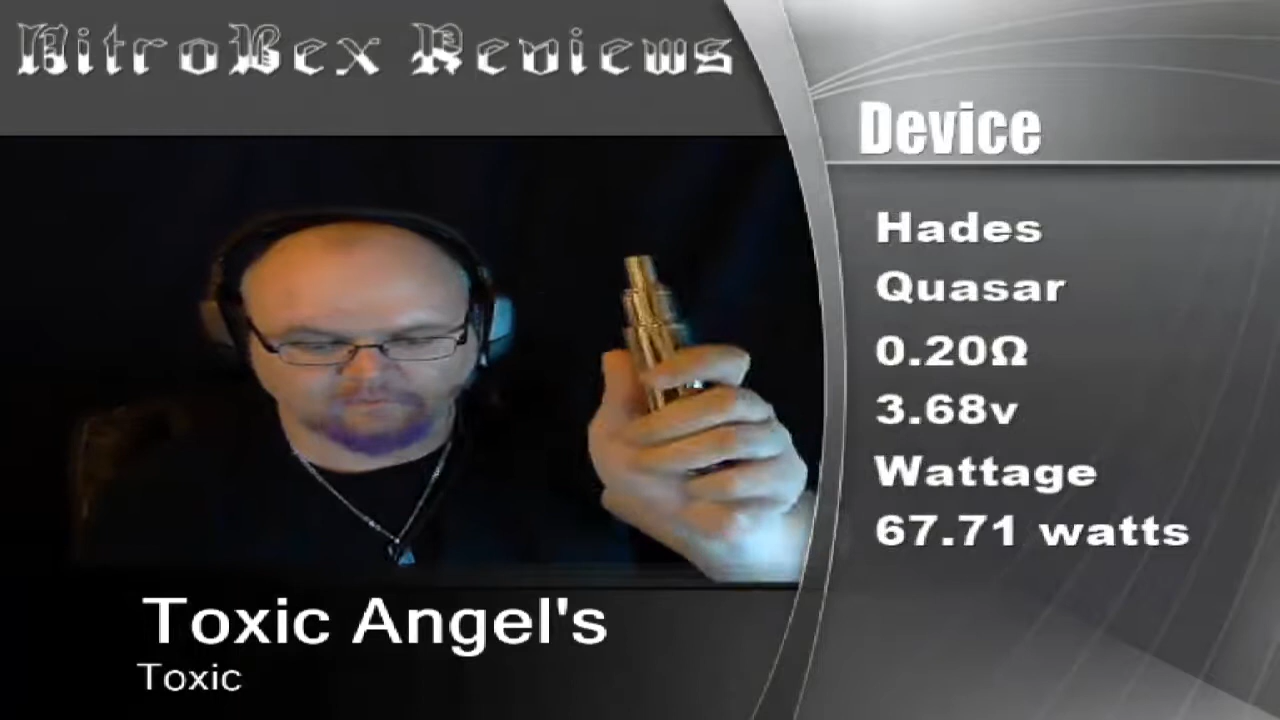 NitroBex Reviews
Device
Hades
Quasar
0.20Ω
3.68v
Wattage
67.71 watts
Toxic Angel's
Toxic